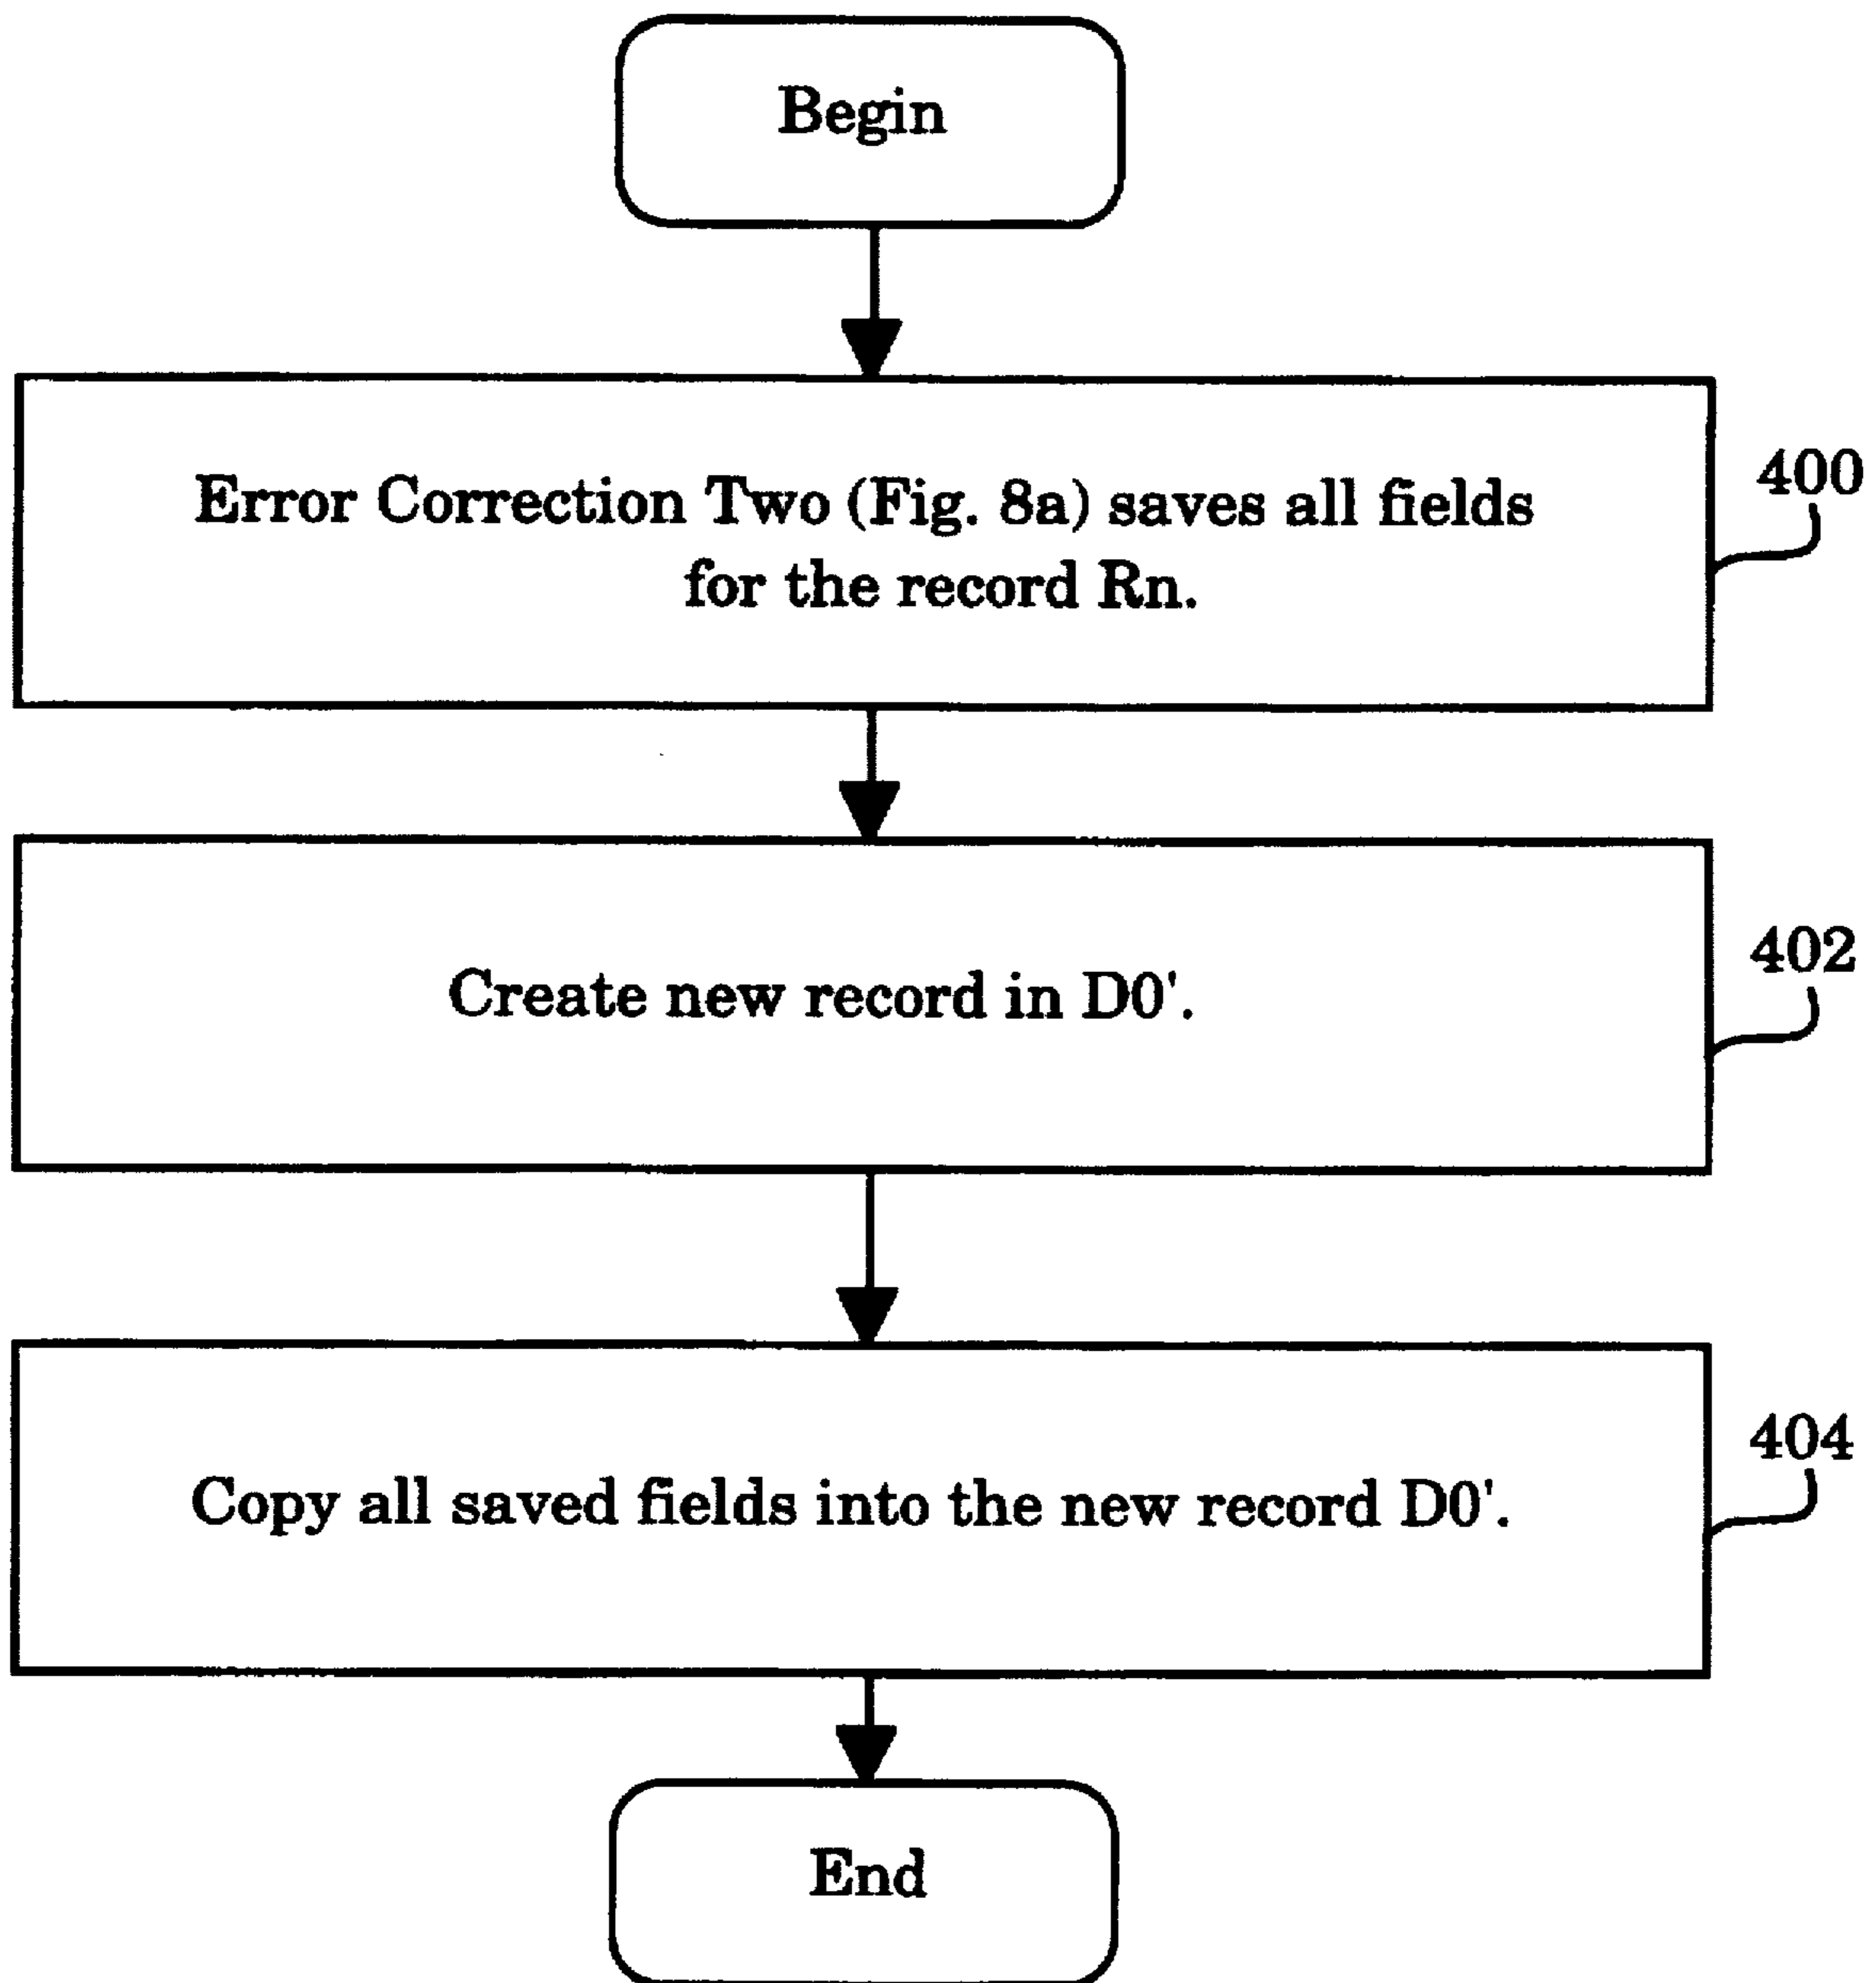 Begin
Error Correction Two (Fig. 8a) saves all fields
for the record Rn.
400
Create new record in D0'.
402
Copy all saved fields into the new record D0'.
404
End